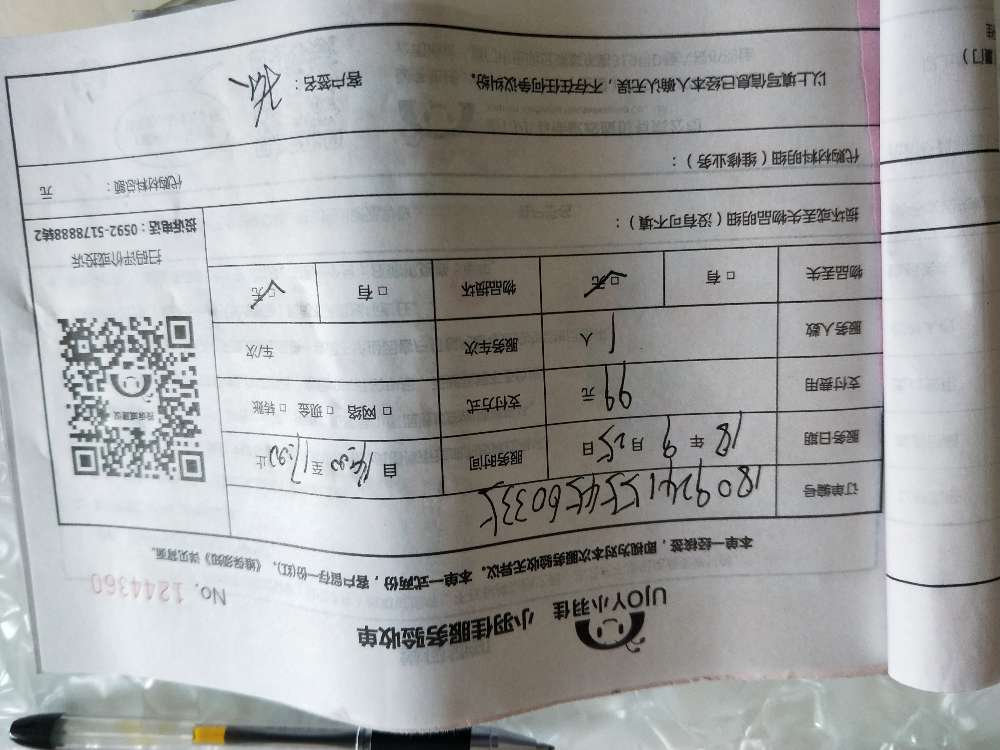 UJOY小羽佳 小羽佳服务验收单
No. 1244360
本单一经核签，即视为对本次服务验收无异议。本单一式两份，客户留存一份(红)，《维保须知》详见背面。
订单编号
服务日期 18 年 9 月 25 日 服务时间 自 14:30 至 17:30 止
支付费用 99 元 支付方式 □ 网络 □ 现金 □ 转账
服务人数 1 人 服务车次 车/次
物品丢失 □ 有 □ 无 ✓ 物品损坏 □ 有 □ 无 ✓
扫码评价或投诉
投诉电话：0592-5178888转2
损坏或丢失物品明细（没有可不填）：
代购材料明细（维修业务）：
代购材料总额： 元
以上填写信息已经本人确认无误，不存在任何争议纠纷。 客户签名：
厦门）